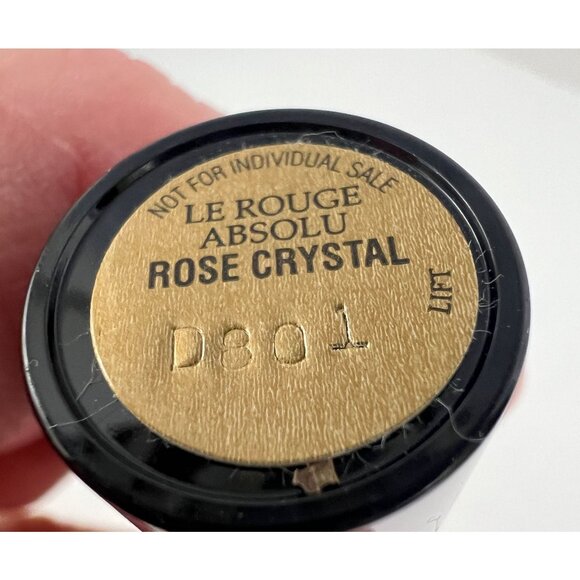 NOT FOR INDIVIDUAL SALE
LE ROUGE
ABSOLU
ROSE CRYSTAL
LIFT
D801